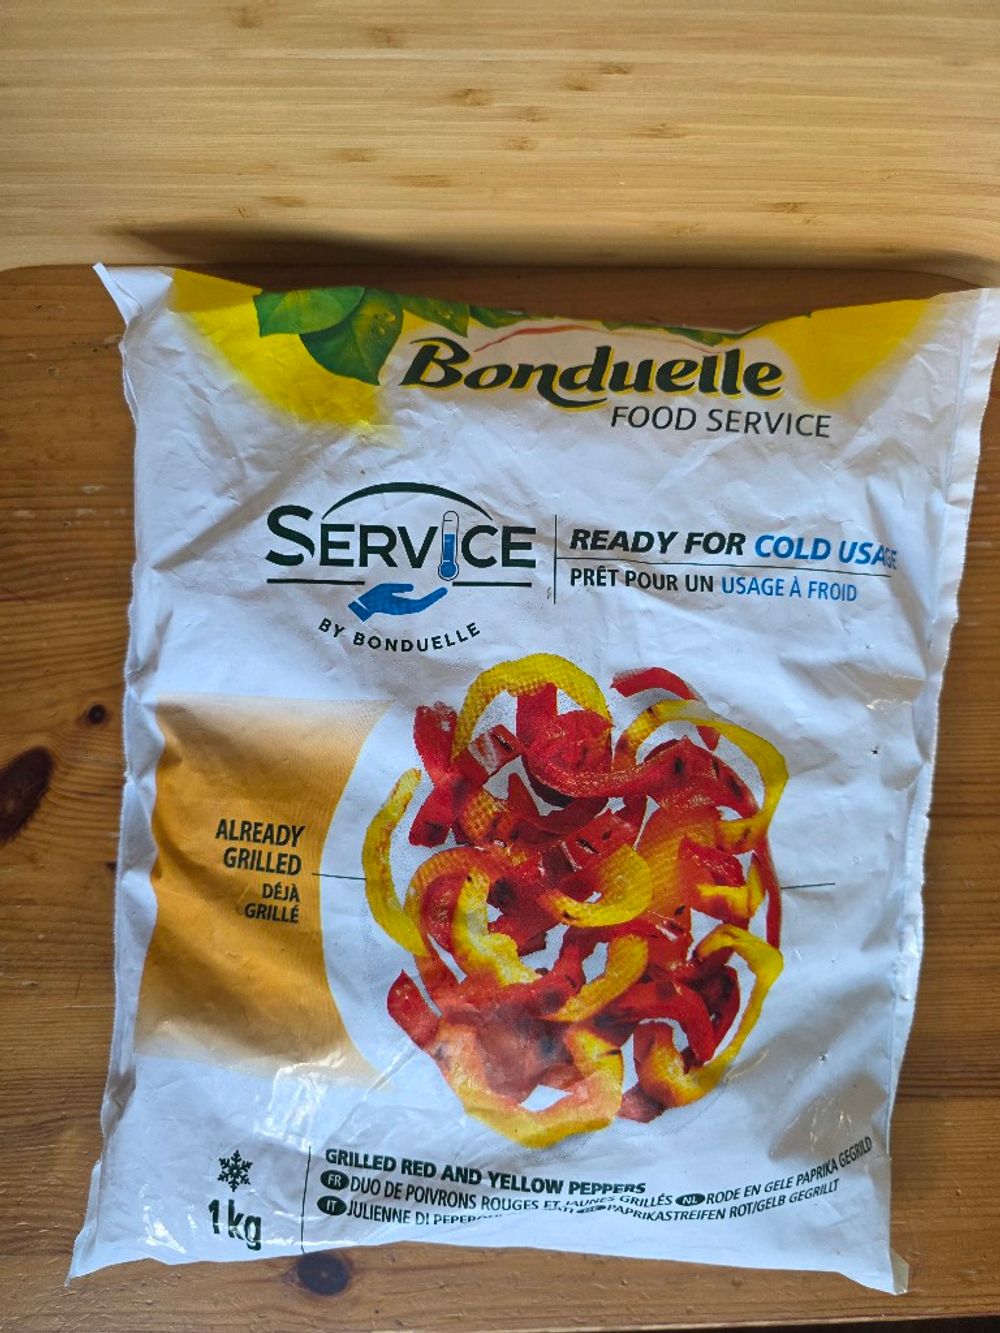 Bonduelle
FOOD SERVICE
SERVICE
BY BONDUELLE
READY FOR COLD USAGE
PRÊT POUR UN USAGE À FROID
ALREADY
GRILLED
DÉJÀ
GRILLÉ
1 kg
GRILLED RED AND YELLOW PEPPERS
FR DUO DE POIVRONS ROUGES ET JAUNES GRILLÉS NL RODE EN GELE PAPRIKA GEGRILD
IT JULIENNE DI PAPRIKASTREIFEN ROT/GELB GEGRILLT